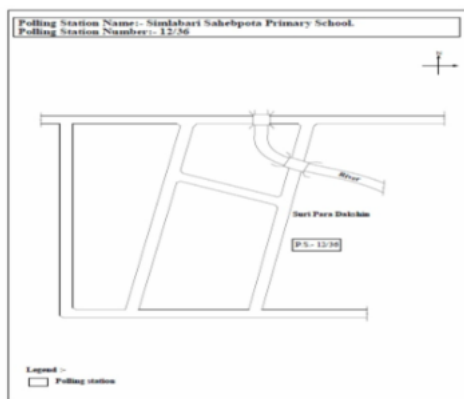 Polling Station Name:- Simlabari Sahebpota Primary School.
Polling Station Number:- 12/36
N
River
Suri Para Dakshin
P.S.- 12/36
Legend :-
Polling station